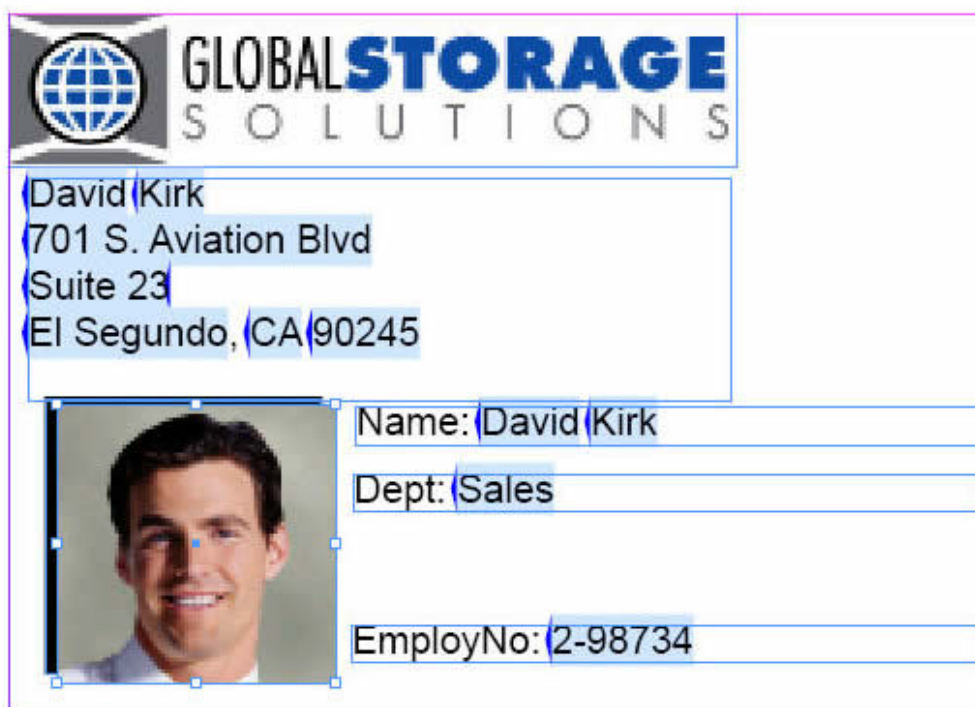 GLOBALSTORAGE
SOLUTIONS
David Kirk
701 S. Aviation Blvd
Suite 23
El Segundo, CA 90245
Name: David Kirk
Dept: Sales
EmployNo: 2-98734